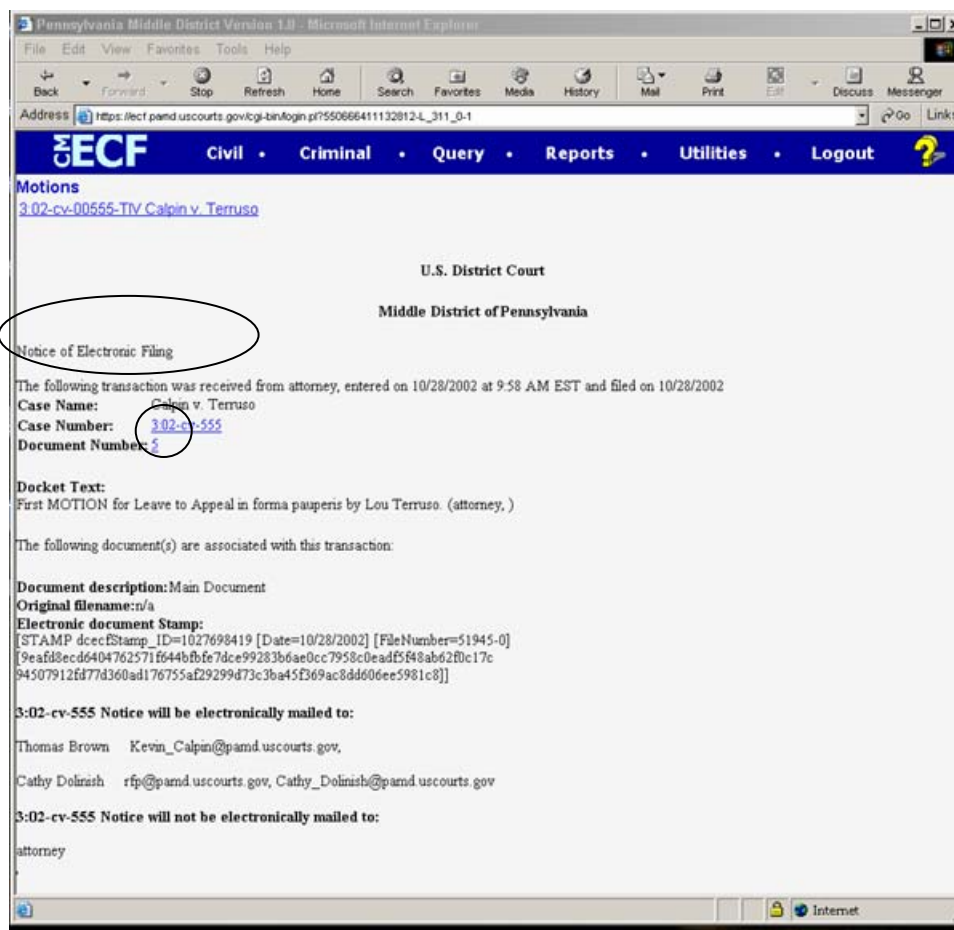 Pennsylvania Middle District Version 1.0 - Microsoft Internet Explorer
File Edit View Favorites Tools Help
Back Forward Stop Refresh Home Search Favorites Media History Mail Print Edit Discuss Messenger
Address https://ecf.pamd.uscourts.gov/cgi-bin/login.pl?550666411132812-L_311_0-1 Go Links
CM ECF Civil • Criminal • Query • Reports • Utilities • Logout ?
Motions
3:02-cv-00555-TIV Calpin v. Terruso
U.S. District Court
Middle District of Pennsylvania
Notice of Electronic Filing
The following transaction was received from attorney, entered on 10/28/2002 at 9:58 AM EST and filed on 10/28/2002
Case Name: Calpin v. Terruso
Case Number: 3:02-cv-555
Document Number: 5
Docket Text:
First MOTION for Leave to Appeal in forma pauperis by Lou Terruso. (attorney, )
The following document(s) are associated with this transaction:
Document description:Main Document
Original filename:n/a
Electronic document Stamp:
[STAMP dcecfStamp_ID=1027698419 [Date=10/28/2002] [FileNumber=51945-0]
[9eafd8ecd6404762571f644bfbfe7dce99283b6ae0cc7958c0eadf5f48ab62f0c17c
94507912fd77d360ad176755af29299d73c3ba45f369ac8dd606ee5981c8]]
3:02-cv-555 Notice will be electronically mailed to:
Thomas Brown Kevin_Calpin@pamd.uscourts.gov,
Cathy Dolinish rfp@pamd.uscourts.gov, Cathy_Dolinish@pamd.uscourts.gov
3:02-cv-555 Notice will not be electronically mailed to:
attorney
,
Internet